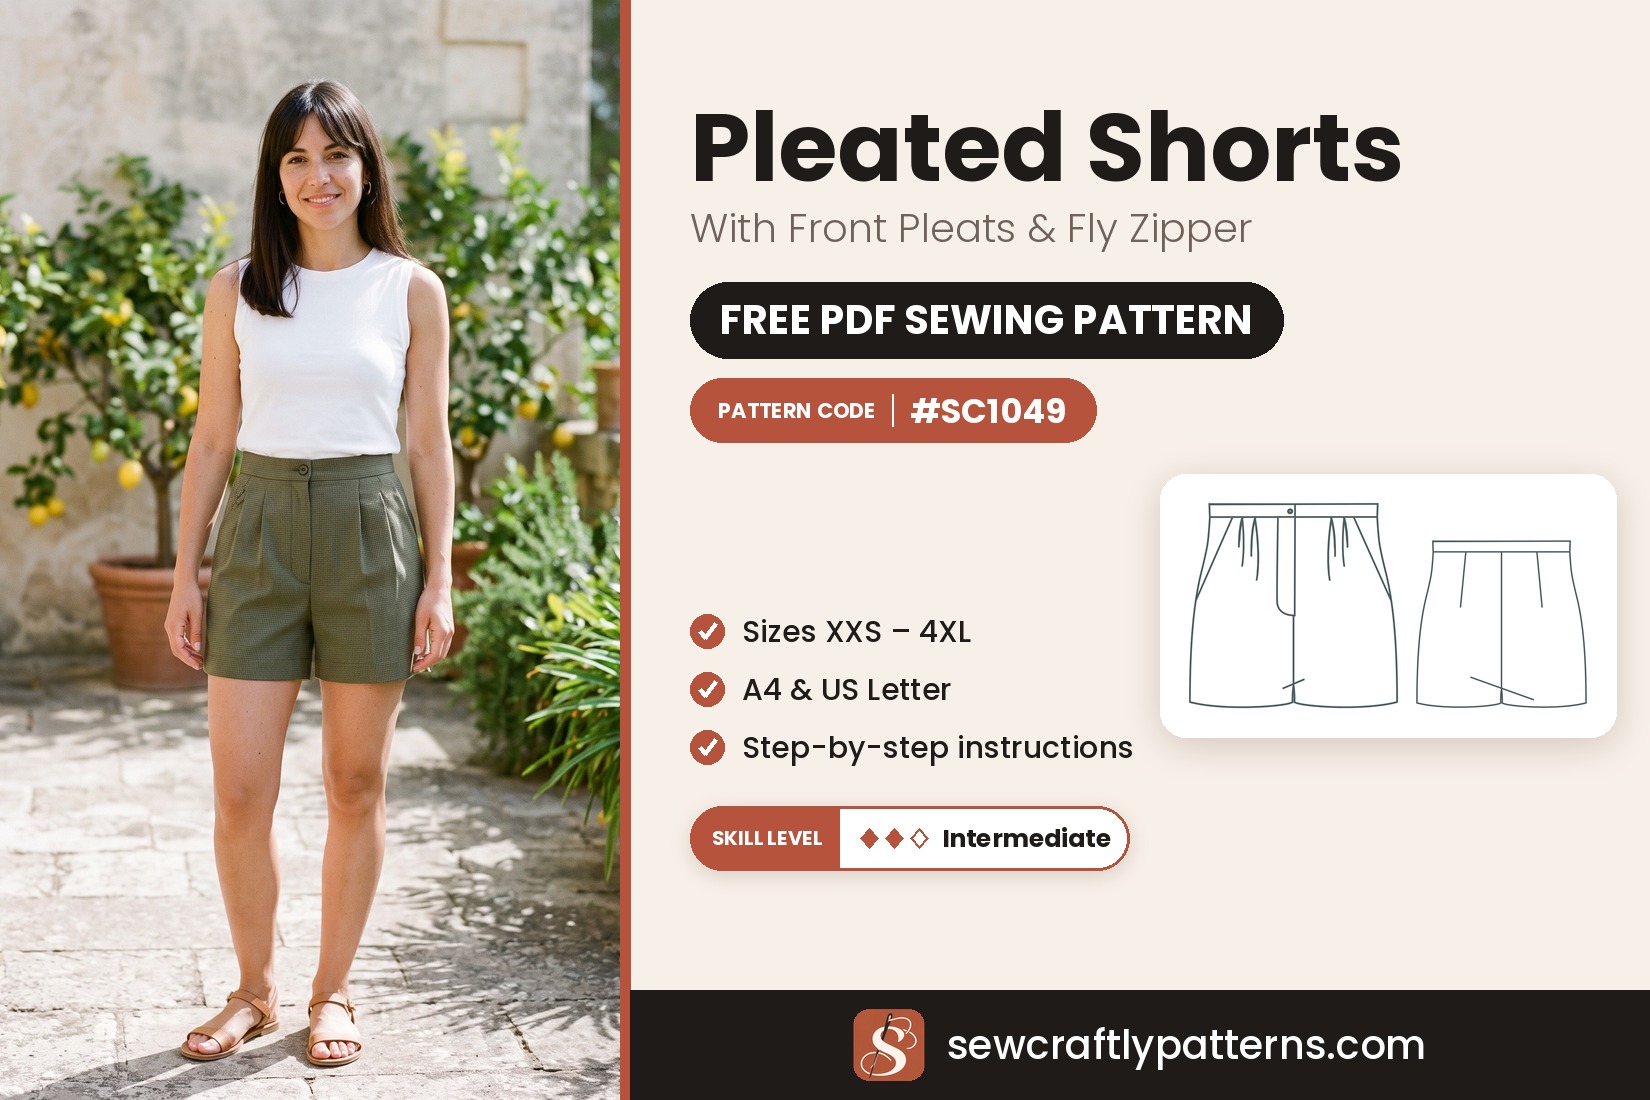 Pleated Shorts
With Front Pleats & Fly Zipper
FREE PDF SEWING PATTERN
PATTERN CODE | #SC1049
Sizes XXS – 4XL
A4 & US Letter
Step-by-step instructions
SKILL LEVEL Intermediate
S sewcraftlypatterns.com